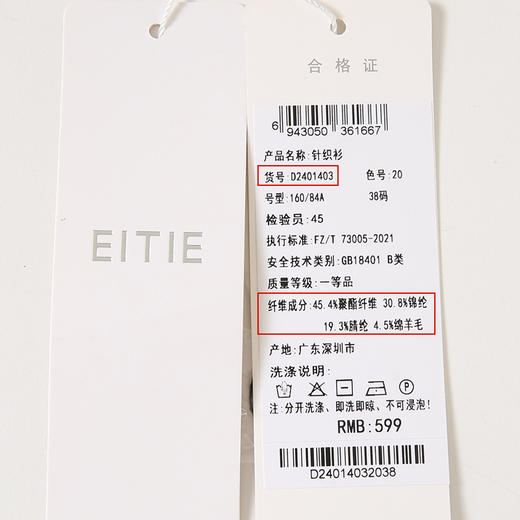 EITIE
合格证
6 943050 361667
产品名称:针织衫
货号:D2401403 色号:20
号型:160/84A 38码
检验员:45
执行标准:FZ/T 73005-2021
安全技术类别:GB18401 B类
质量等级:一等品
纤维成分:45.4%聚酯纤维 30.8%锦纶
19.3%腈纶 4.5%绵羊毛
产地:广东深圳市
洗涤说明:
P
注:分开洗涤、即洗即晾、不可浸泡!
RMB:599
D24014032038